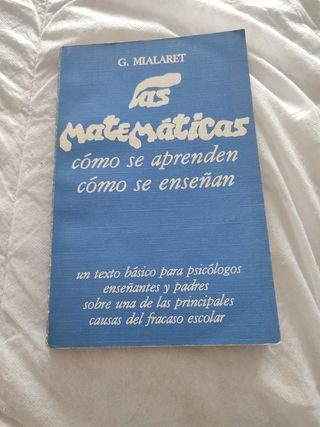 G. MIALARET
Las
matemáticas
cómo se aprenden
cómo se enseñan
un texto básico para psicólogos
enseñantes y padres
sobre una de las principales
causas del fracaso escolar